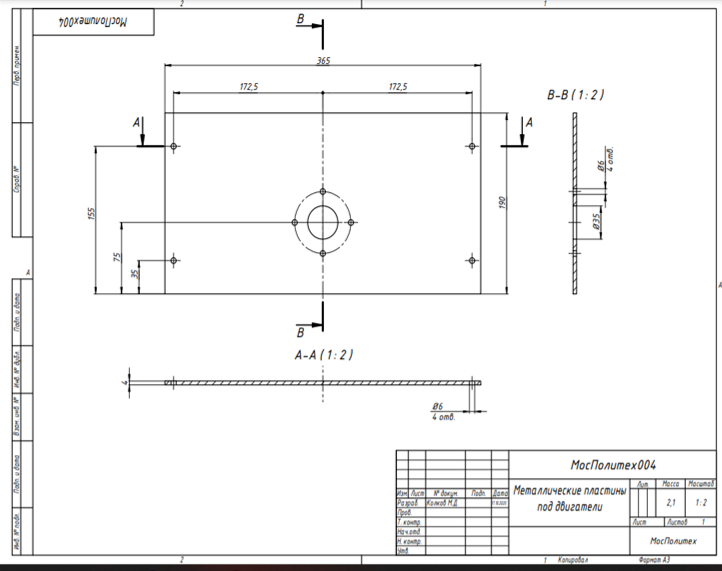 2
1
МосПолитех004
B
365
172,5
172,5
B-B (1:2)
A
A
Перв. примен.
Справ. №
155
75
35
190
Ø6
4 отв.
Ø35
A
A
B
A-A (1:2)
4
Ø6
4 отв.
Подп. и дата
Инв. № дубл.
Взам. инв. №
Подп. и дата
Инв. № подл.
МосПолитех004
Изм. Лист № докум. Подп. Дата
Разраб. Колков М.Д.
Пров.
Т. контр.
Нач.отд.
Н. контр.
Утв.
Металлические пластины
под двигатели
Лит. Масса Масштаб
2,1 1:2
Лист Листов 1
МосПолитех
2
1 Копировал Формат А3